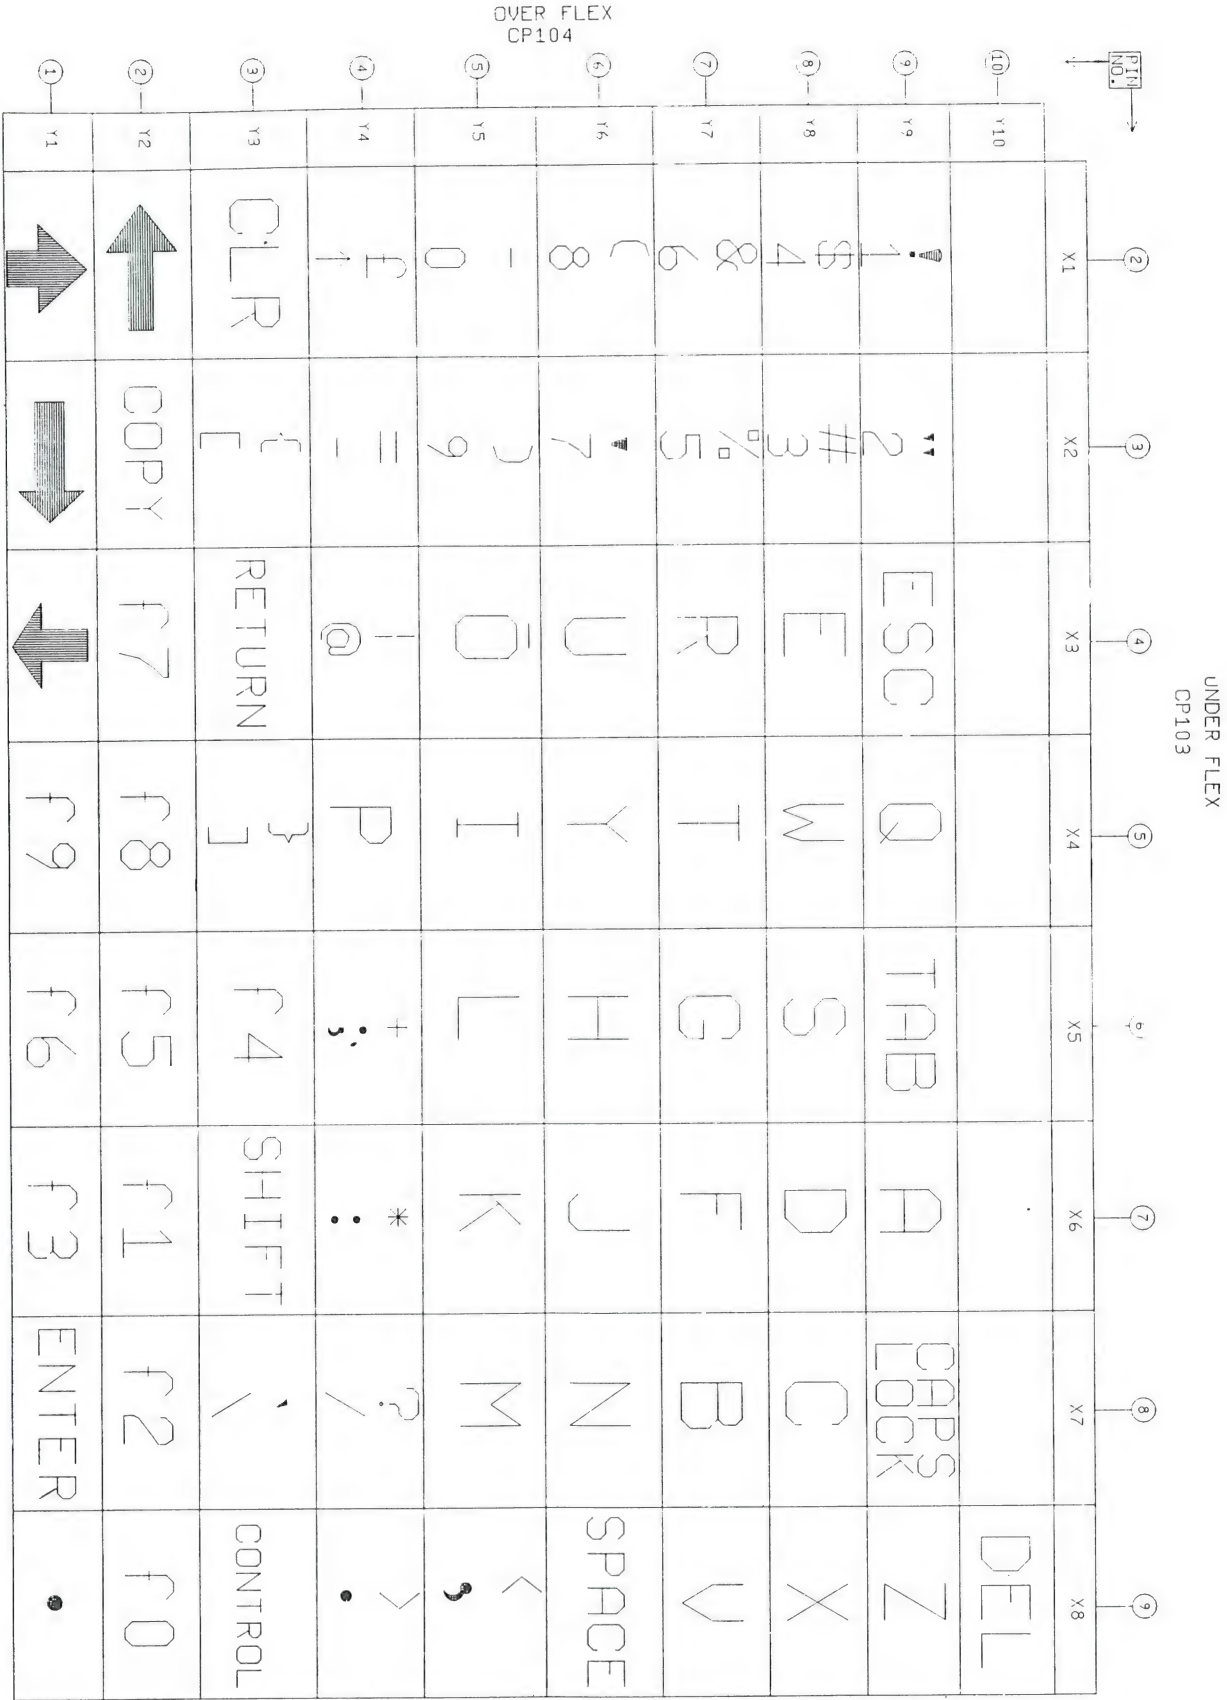 UNDER FLEX
CP103
PIN
NO.
2 3 4 5 6 7 8 9
X1 X2 X3 X4 X5 X6 X7 X8
OVER FLEX
CP104
10 Y10 DEL
9 Y9 ! 1 " 2 ESC Q TAB A CAPS LOCK Z
8 Y8 $ 4 # 3 E W S D C X
7 Y7 & 6 % 5 R T G F B V
6 Y6 ( 8 ' 7 U Y H J N SPACE
5 Y5 _ 0 ) 9 O I L K M < ,
4 Y4 £ ↑ = - | @ P + ; * : ? / > .
3 Y3 CLR { [ RETURN } ] f4 SHIFT ` \ CONTROL
2 Y2 ← COPY f7 f8 f5 f1 f2 f0
1 Y1 ↑ → ↓ f9 f6 f3 ENTER .